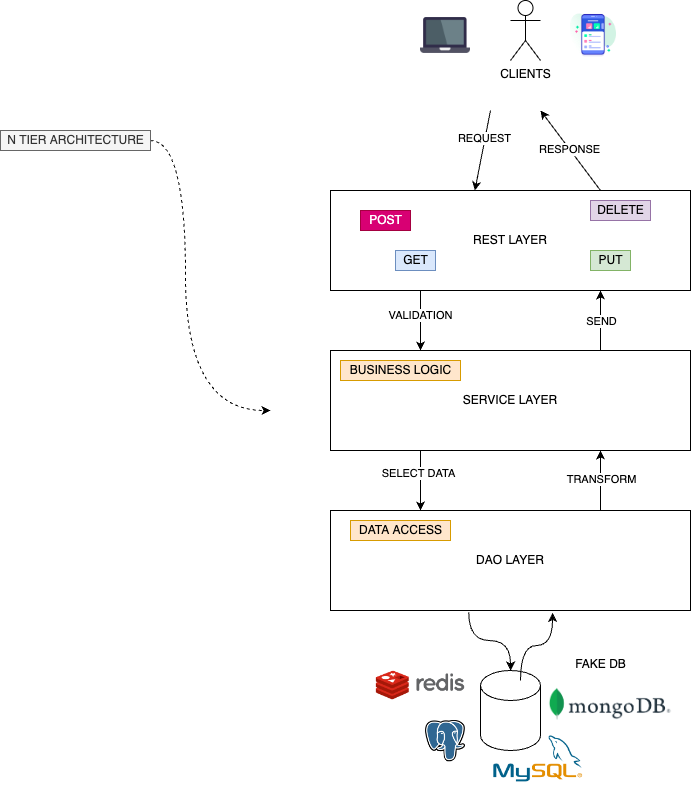 CLIENTS
REQUEST
RESPONSE
N TIER ARCHITECTURE
POST
DELETE
REST LAYER
GET
PUT
VALIDATION
SEND
BUSINESS LOGIC
SERVICE LAYER
SELECT DATA
TRANSFORM
DATA ACCESS
DAO LAYER
FAKE DB
redis
mongoDB®
MySQL®